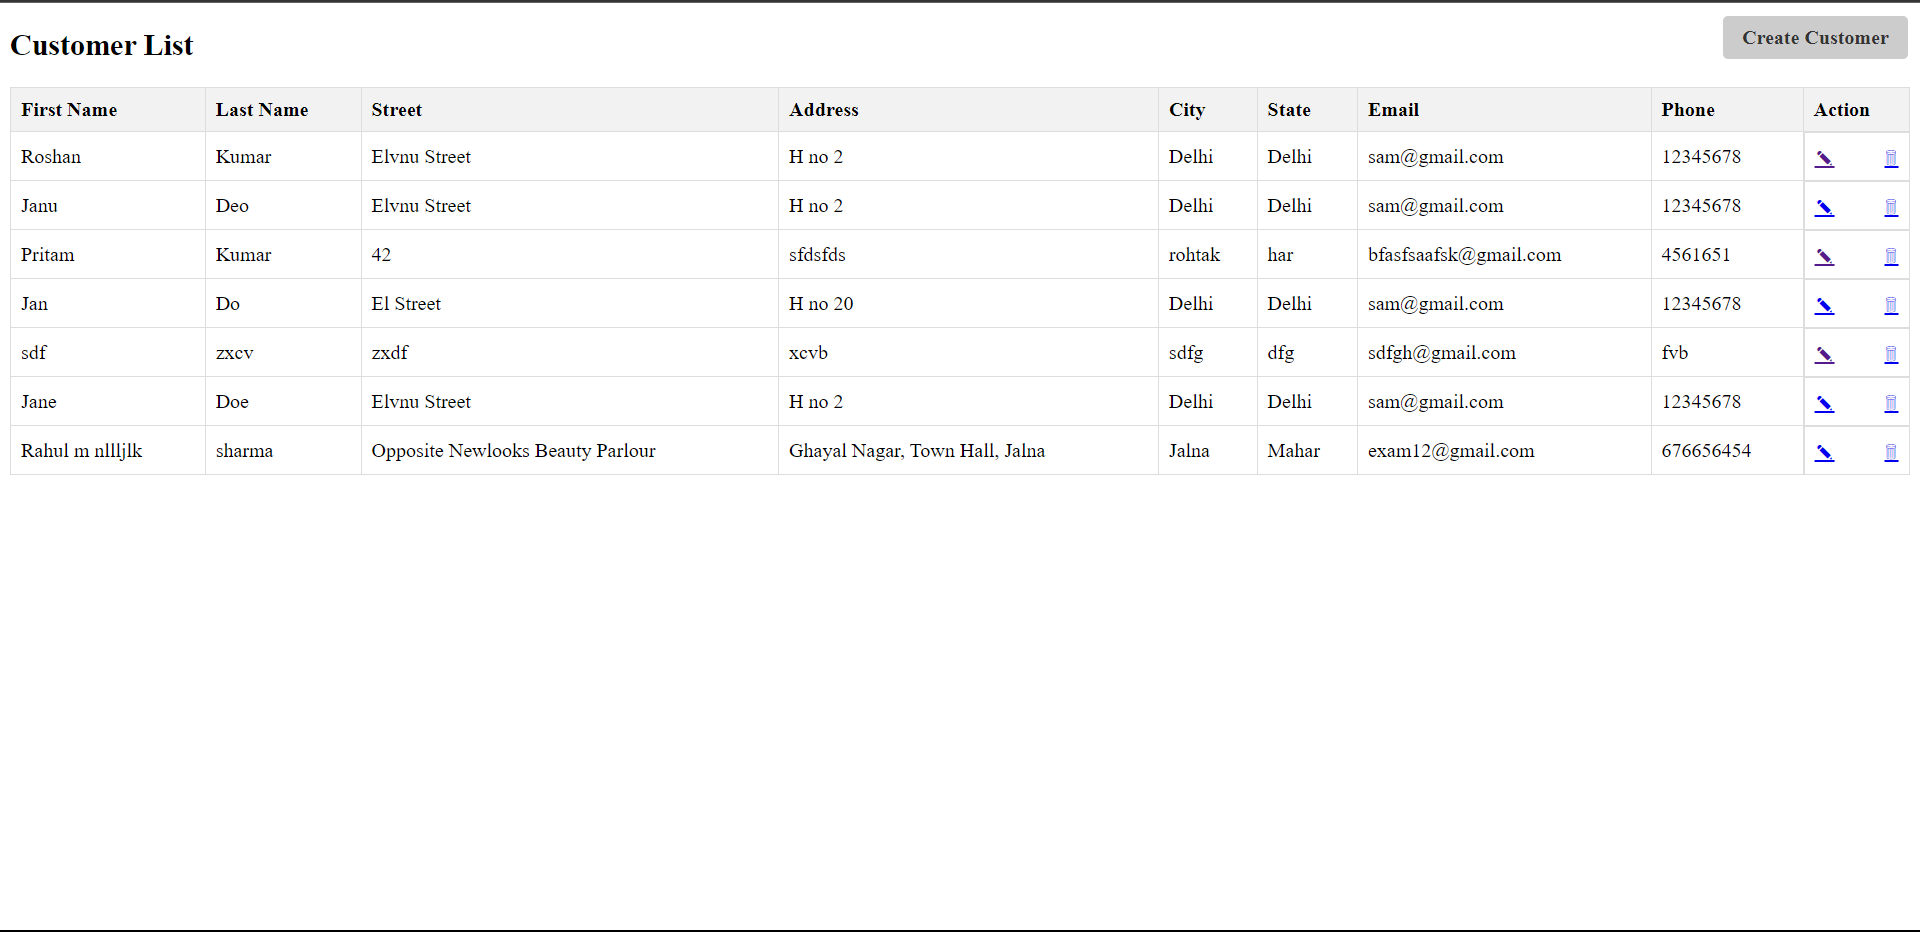 Customer List
Create Customer
First Name Last Name Street Address City State Email Phone Action
Roshan Kumar Elvnu Street H no 2 Delhi Delhi sam@gmail.com 12345678
Janu Deo Elvnu Street H no 2 Delhi Delhi sam@gmail.com 12345678
Pritam Kumar 42 sfdsfds rohtak har bfasfsaafsk@gmail.com 4561651
Jan Do El Street H no 20 Delhi Delhi sam@gmail.com 12345678
sdf zxcv zxdf xcvb sdfg dfg sdfgh@gmail.com fvb
Jane Doe Elvnu Street H no 2 Delhi Delhi sam@gmail.com 12345678
Rahul m nllljlk sharma Opposite Newlooks Beauty Parlour Ghayal Nagar, Town Hall, Jalna Jalna Mahar exam12@gmail.com 676656454